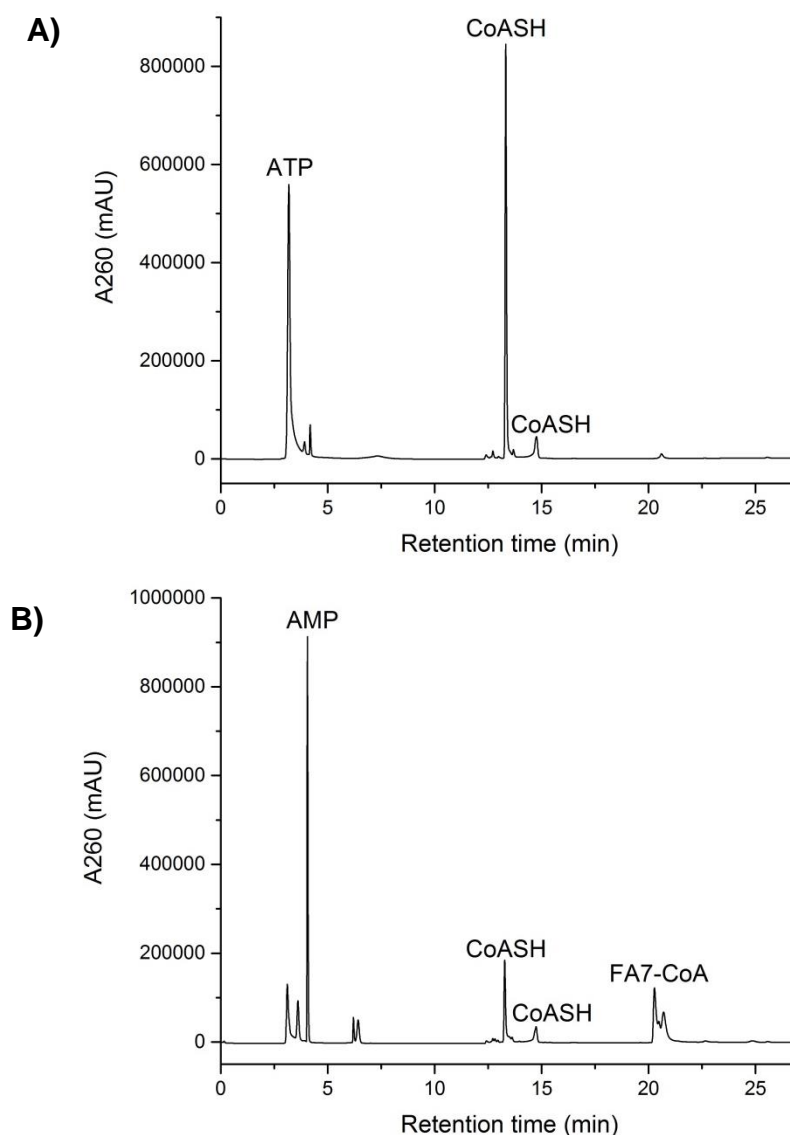 A)
CoASH
800000
ATP
600000
A260 (mAU)
400000
200000
CoASH
0
0 5 10 15 20 25
Retention time (min)
B)
1000000
AMP
800000
600000
A260 (mAU)
400000
200000
CoASH
FA7-CoA
CoASH
0
0 5 10 15 20 25
Retention time (min)